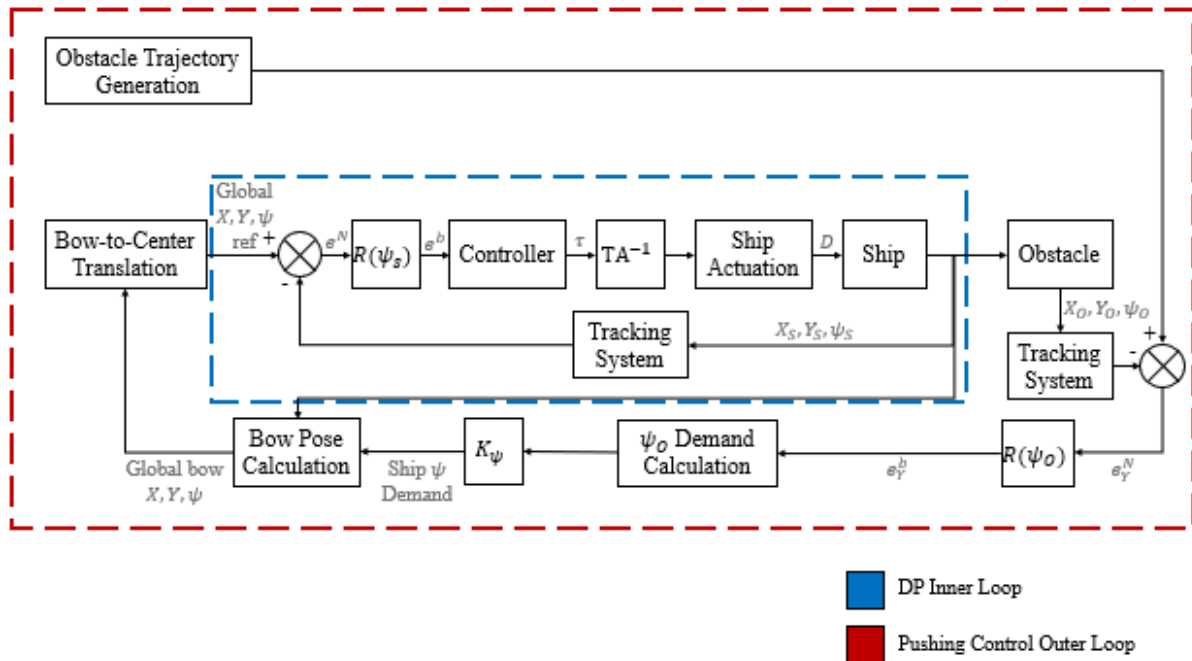 Obstacle Trajectory
Generation
Global
X, Y, ψ
ref +
-
Bow-to-Center
Translation
e^N
R(ψ_s)
e^b
Controller
τ
TA⁻¹
Ship
Actuation
D
Ship
Obstacle
X_O, Y_O, ψ_O
+
-
Tracking
System
X_S, Y_S, ψ_S
Tracking
System
Bow Pose
Calculation
Global bow
X, Y, ψ
Ship ψ
Demand
K_ψ
ψ_O Demand
Calculation
e_Y^b
R(ψ_O)
e_Y^N
DP Inner Loop
Pushing Control Outer Loop